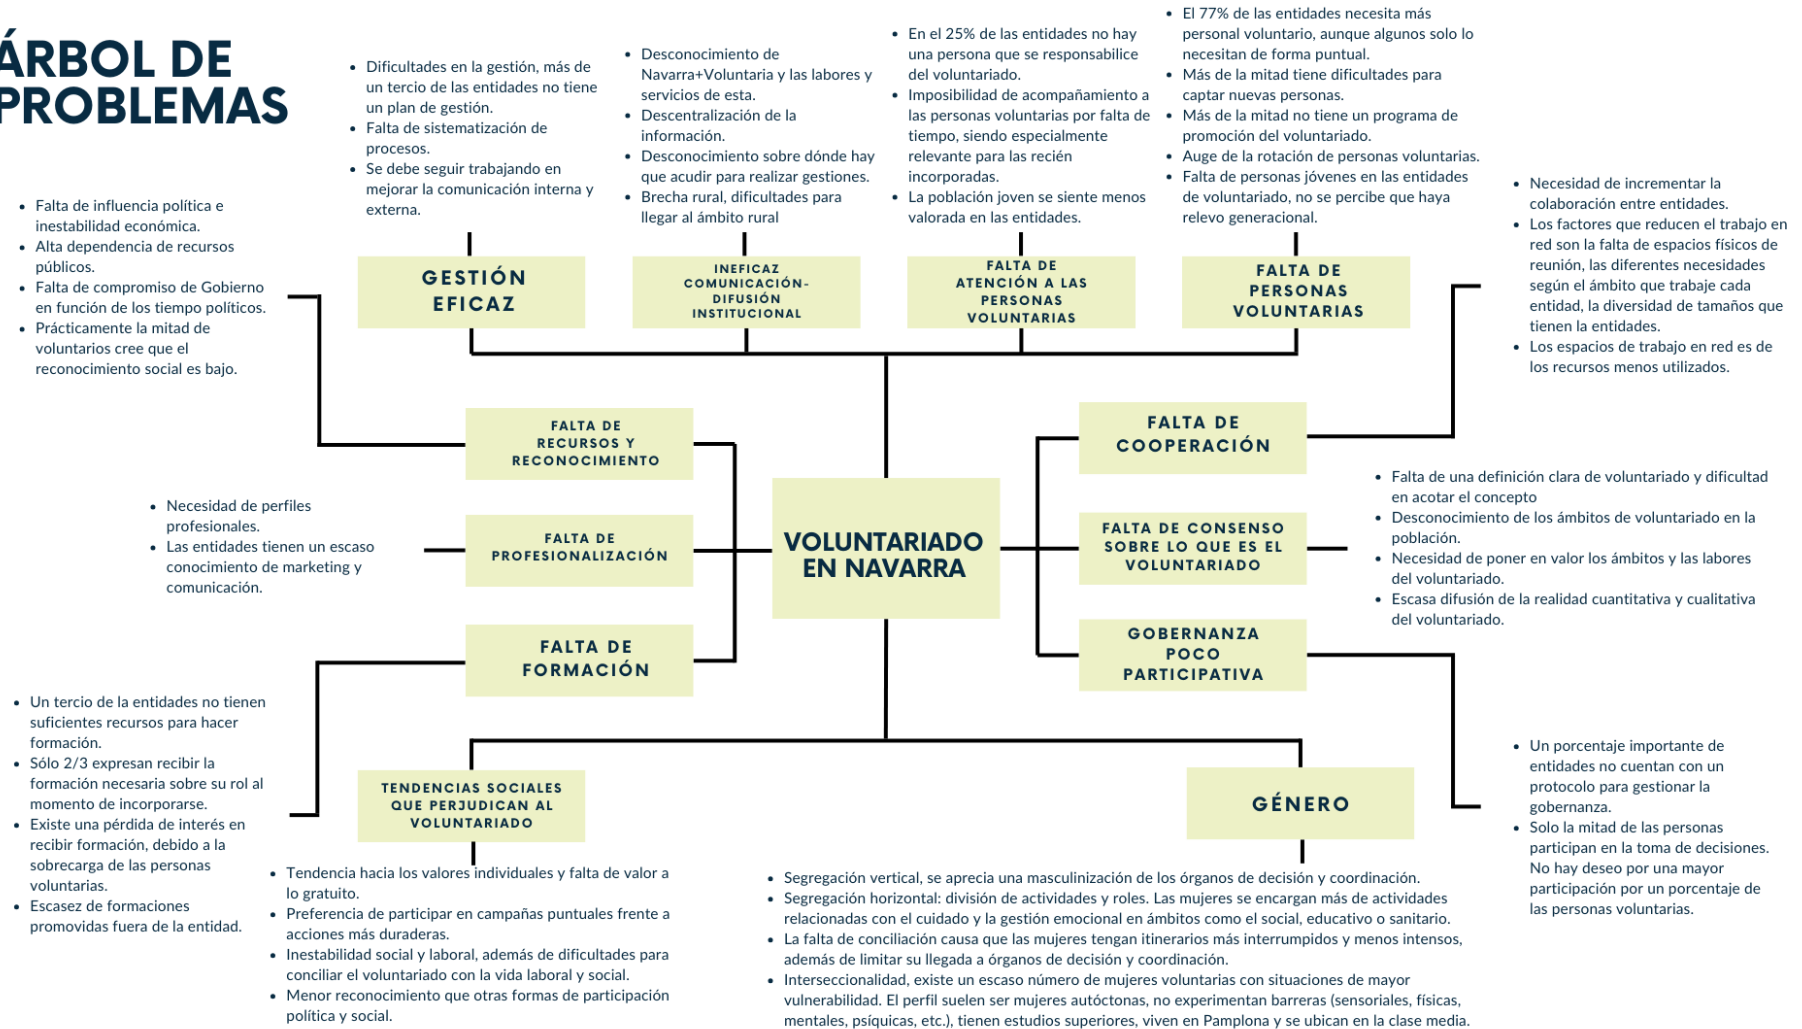 ÁRBOL DE
PROBLEMAS
• Dificultades en la gestión, más de
un tercio de las entidades no tiene
un plan de gestión.
• Falta de sistematización de
procesos.
• Se debe seguir trabajando en
mejorar la comunicación interna y
externa.
• Desconocimiento de
Navarra+Voluntaria y las labores y
servicios de esta.
• Descentralización de la
información.
• Desconocimiento sobre dónde hay
que acudir para realizar gestiones.
• Brecha rural, dificultades para
llegar al ámbito rural
• En el 25% de las entidades no hay
una persona que se responsabilice
del voluntariado.
• Imposibilidad de acompañamiento a
las personas voluntarias por falta de
tiempo, siendo especialmente
relevante para las recién
incorporadas.
• La población joven se siente menos
valorada en las entidades.
• El 77% de las entidades necesita más
personal voluntario, aunque algunos solo lo
necesitan de forma puntual.
• Más de la mitad tiene dificultades para
captar nuevas personas.
• Más de la mitad no tiene un programa de
promoción del voluntariado.
• Auge de la rotación de personas voluntarias.
• Falta de personas jóvenes en las entidades
de voluntariado, no se percibe que haya
relevo generacional.
GESTIÓN
EFICAZ
INEFICAZ
COMUNICACIÓN-
DIFUSIÓN
INSTITUCIONAL
FALTA DE
ATENCIÓN A LAS
PERSONAS
VOLUNTARIAS
FALTA DE
PERSONAS
VOLUNTARIAS
• Falta de influencia política e
inestabilidad económica.
• Alta dependencia de recursos
públicos.
• Falta de compromiso de Gobierno
en función de los tiempo políticos.
• Prácticamente la mitad de
voluntarios cree que el
reconocimiento social es bajo.
FALTA DE
RECURSOS Y
RECONOCIMIENTO
• Necesidad de perfiles
profesionales.
• Las entidades tienen un escaso
conocimiento de marketing y
comunicación.
FALTA DE
PROFESIONALIZACIÓN
FALTA DE
FORMACIÓN
• Un tercio de la entidades no tienen
suficientes recursos para hacer
formación.
• Sólo 2/3 expresan recibir la
formación necesaria sobre su rol al
momento de incorporarse.
• Existe una pérdida de interés en
recibir formación, debido a la
sobrecarga de las personas
voluntarias.
• Escasez de formaciones
promovidas fuera de la entidad.
VOLUNTARIADO
EN NAVARRA
FALTA DE
COOPERACIÓN
• Necesidad de incrementar la
colaboración entre entidades.
• Los factores que reducen el trabajo en
red son la falta de espacios físicos de
reunión, las diferentes necesidades
según el ámbito que trabaje cada
entidad, la diversidad de tamaños que
tienen la entidades.
• Los espacios de trabajo en red es de
los recursos menos utilizados.
FALTA DE CONSENSO
SOBRE LO QUE ES EL
VOLUNTARIADO
• Falta de una definición clara de voluntariado y dificultad
en acotar el concepto
• Desconocimiento de los ámbitos de voluntariado en la
población.
• Necesidad de poner en valor los ámbitos y las labores
del voluntariado.
• Escasa difusión de la realidad cuantitativa y cualitativa
del voluntariado.
GOBERNANZA
POCO
PARTICIPATIVA
• Un porcentaje importante de
entidades no cuentan con un
protocolo para gestionar la
gobernanza.
• Solo la mitad de las personas
participan en la toma de decisiones.
No hay deseo por una mayor
participación por un porcentaje de
las personas voluntarias.
TENDENCIAS SOCIALES
QUE PERJUDICAN AL
VOLUNTARIADO
• Tendencia hacia los valores individuales y falta de valor a
lo gratuito.
• Preferencia de participar en campañas puntuales frente a
acciones más duraderas.
• Inestabilidad social y laboral, además de dificultades para
conciliar el voluntariado con la vida laboral y social.
• Menor reconocimiento que otras formas de participación
política y social.
GÉNERO
• Segregación vertical, se aprecia una masculinización de los órganos de decisión y coordinación.
• Segregación horizontal: división de actividades y roles. Las mujeres se encargan más de actividades
relacionadas con el cuidado y la gestión emocional en ámbitos como el social, educativo o sanitario.
• La falta de conciliación causa que las mujeres tengan itinerarios más interrumpidos y menos intensos,
además de limitar su llegada a órganos de decisión y coordinación.
• Interseccionalidad, existe un escaso número de mujeres voluntarias con situaciones de mayor
vulnerabilidad. El perfil suelen ser mujeres autóctonas, no experimentan barreras (sensoriales, físicas,
mentales, psíquicas, etc.), tienen estudios superiores, viven en Pamplona y se ubican en la clase media.